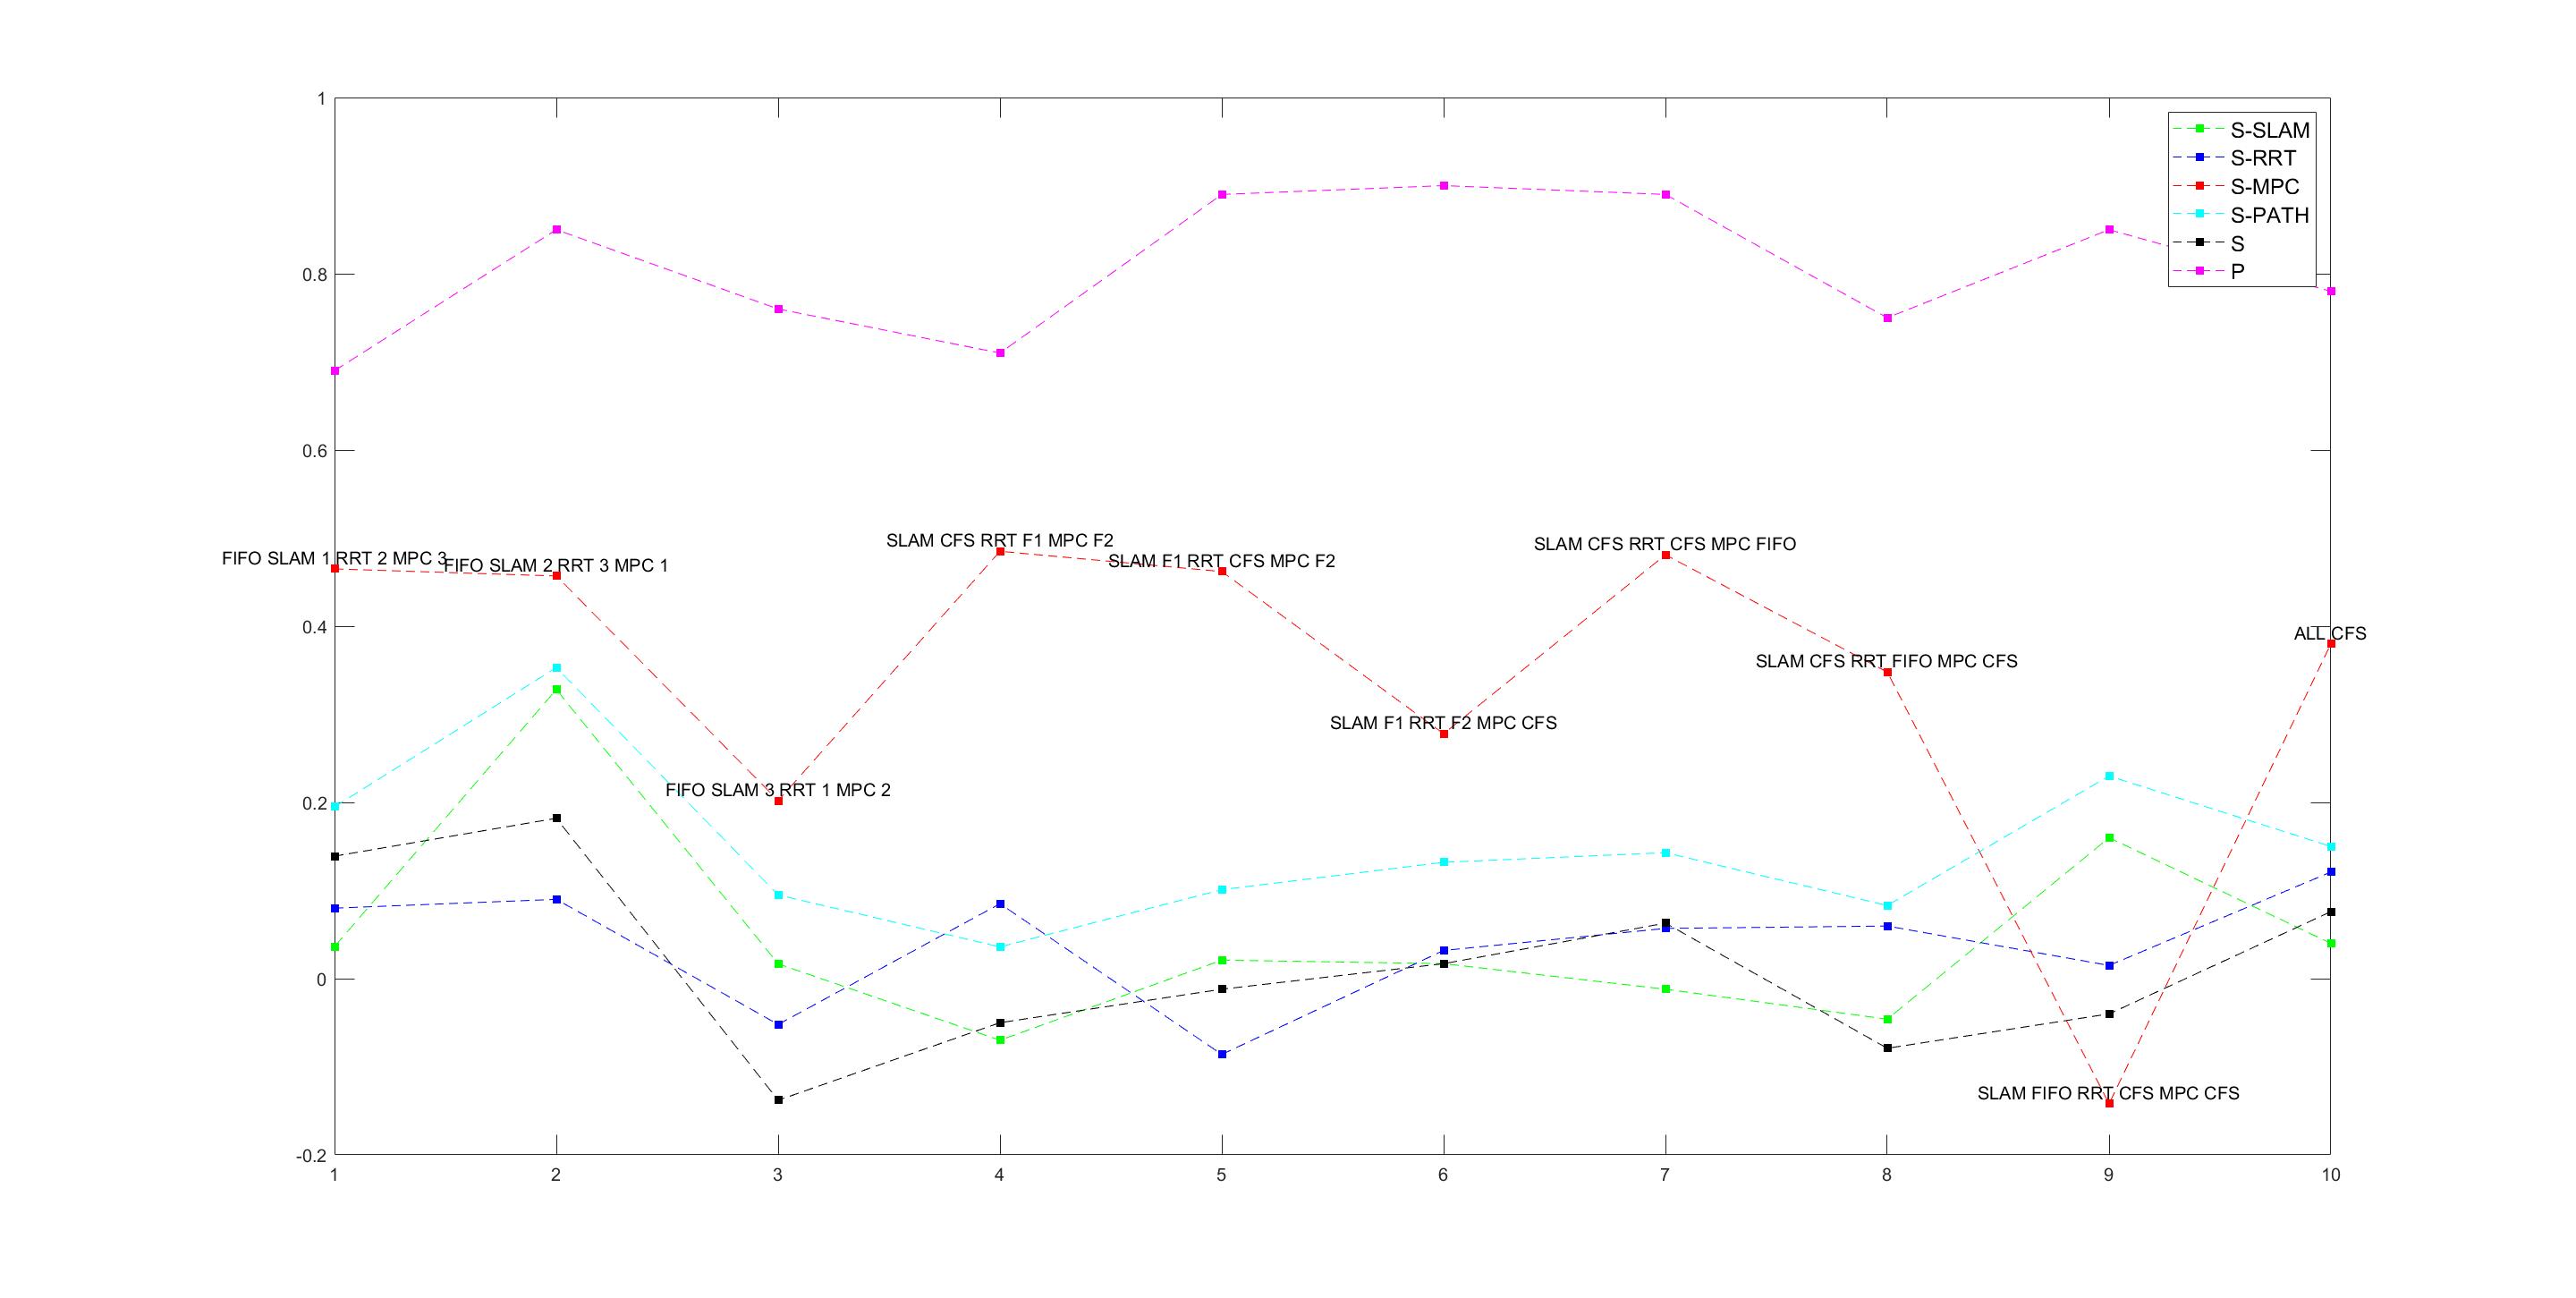 1
0.8
0.6
0.4
0.2
0
-0.2
1
2
3
4
5
6
7
8
9
10
S-SLAM
S-RRT
S-MPC
S-PATH
S
P
FIFO SLAM 1 RRT 2 MPC 3
FIFO SLAM 2 RRT 3 MPC 1
FIFO SLAM 3 RRT 1 MPC 2
SLAM CFS RRT F1 MPC F2
SLAM F1 RRT CFS MPC F2
SLAM F1 RRT F2 MPC CFS
SLAM CFS RRT CFS MPC FIFO
SLAM CFS RRT FIFO MPC CFS
SLAM FIFO RRT CFS MPC CFS
ALL CFS